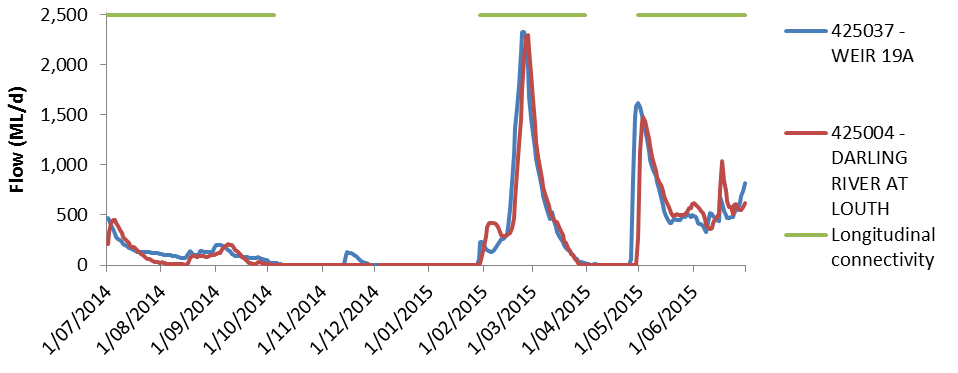 2,500
2,000
1,500
1,000
500
0
Flow (ML/d)
1/07/2014
1/08/2014
1/09/2014
1/10/2014
1/11/2014
1/12/2014
1/01/2015
1/02/2015
1/03/2015
1/04/2015
1/05/2015
1/06/2015
425037 -
WEIR 19A
425004 -
DARLING
RIVER AT
LOUTH
Longitudinal
connectivity